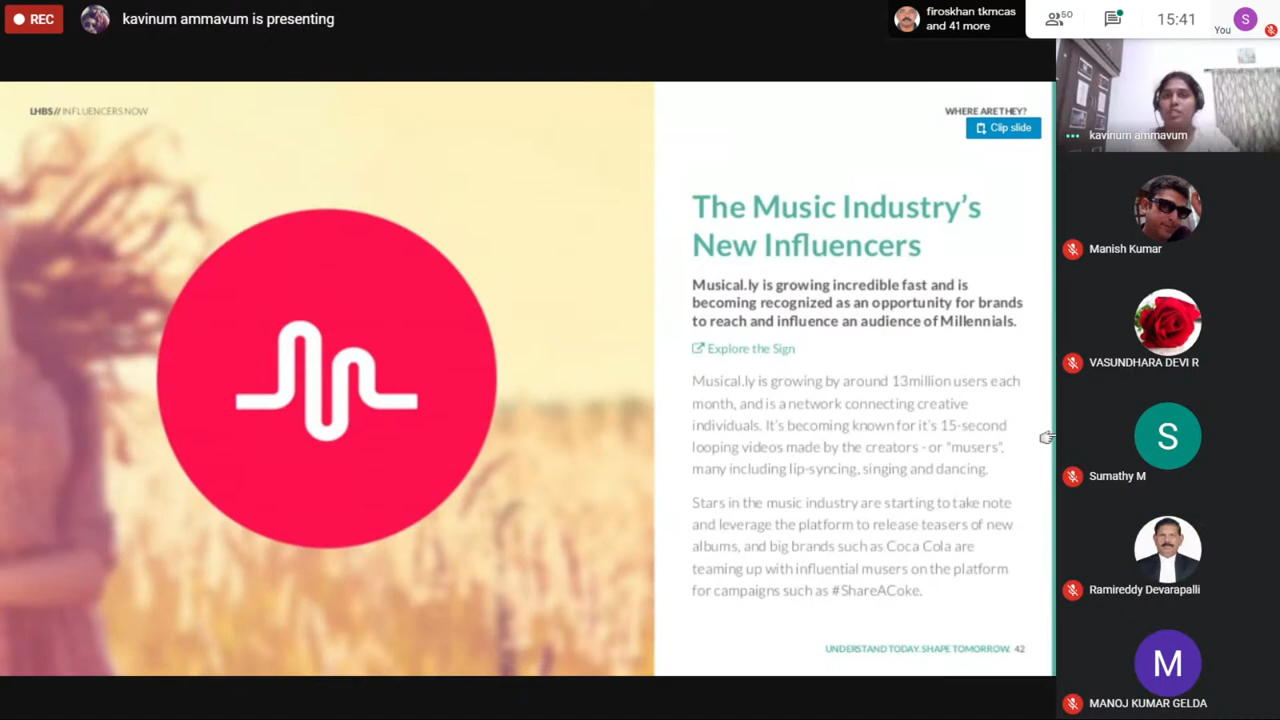 REC
kavinum ammavum is presenting
firoskhan tkmcas
and 41 more
50
15:41
You
S
LHBS// INFLUENCERS NOW
WHERE ARE THEY?
Clip slide
The Music Industry's
New Influencers
Musical.ly is growing incredible fast and is
becoming recognized as an opportunity for brands
to reach and influence an audience of Millennials.
Explore the Sign
Musical.ly is growing by around 13million users each
month, and is a network connecting creative
individuals. It's becoming known for it's 15-second
looping videos made by the creators - or "musers",
many including lip-syncing, singing and dancing.
Stars in the music industry are starting to take note
and leverage the platform to release teasers of new
albums, and big brands such as Coca Cola are
teaming up with influential musers on the platform
for campaigns such as #ShareACoke.
UNDERSTAND TODAY. SHAPE TOMORROW. 42
kavinum ammavum
Manish Kumar
VASUNDHARA DEVI R
S
Sumathy M
Ramireddy Devarapalli
M
MANOJ KUMAR GELDA